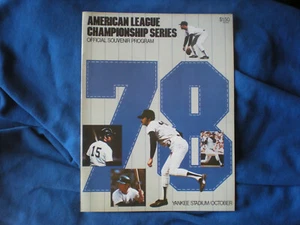 AMERICAN LEAGUE
CHAMPIONSHIP SERIES
OFFICIAL SOUVENIR PROGRAM
78
15
YANKEE STADIUM OCTOBER